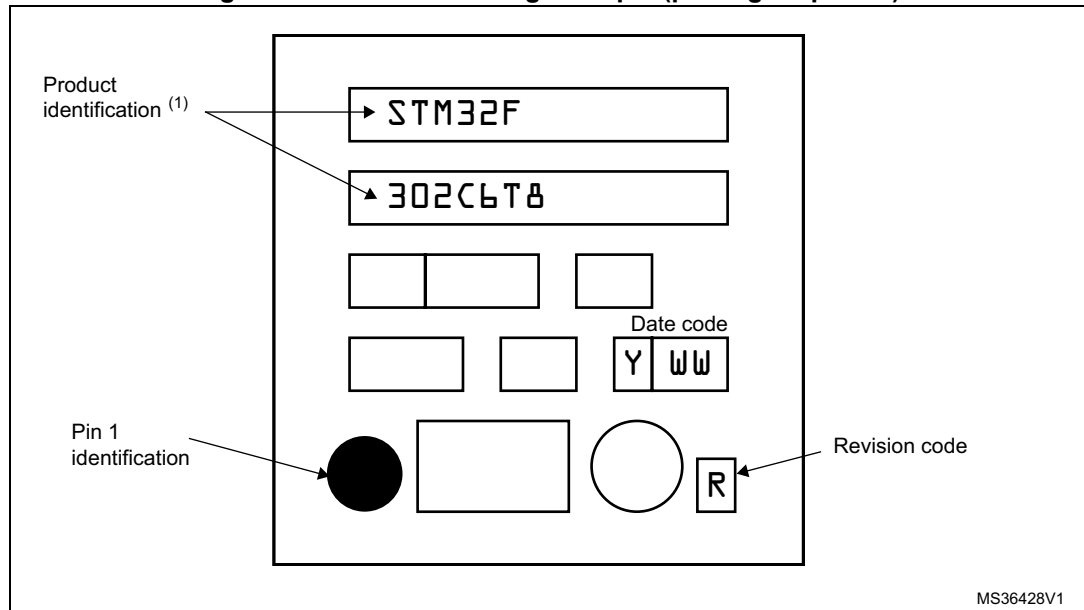 Product
identification (1)
STM32F
302C6T8
Date code
Y WW
Pin 1
identification
Revision code
R
MS36428V1